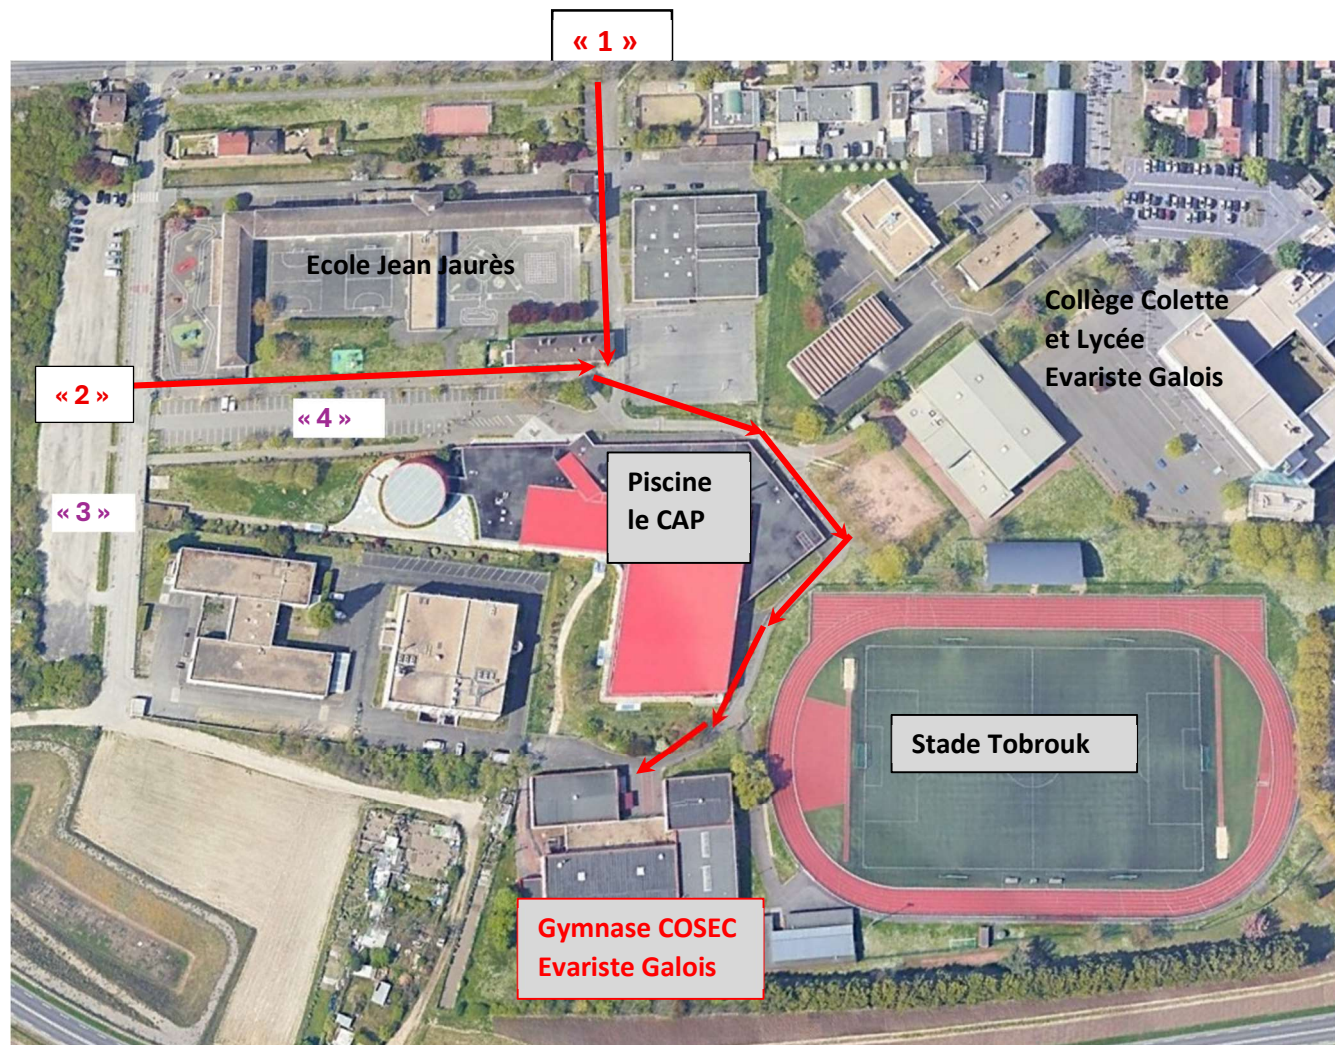 « 1 »
Ecole Jean Jaurès
Collège Colette
et Lycée
Evariste Galois
« 2 »
« 4 »
Piscine
le CAP
« 3 »
Stade Tobrouk
Gymnase COSEC
Evariste Galois